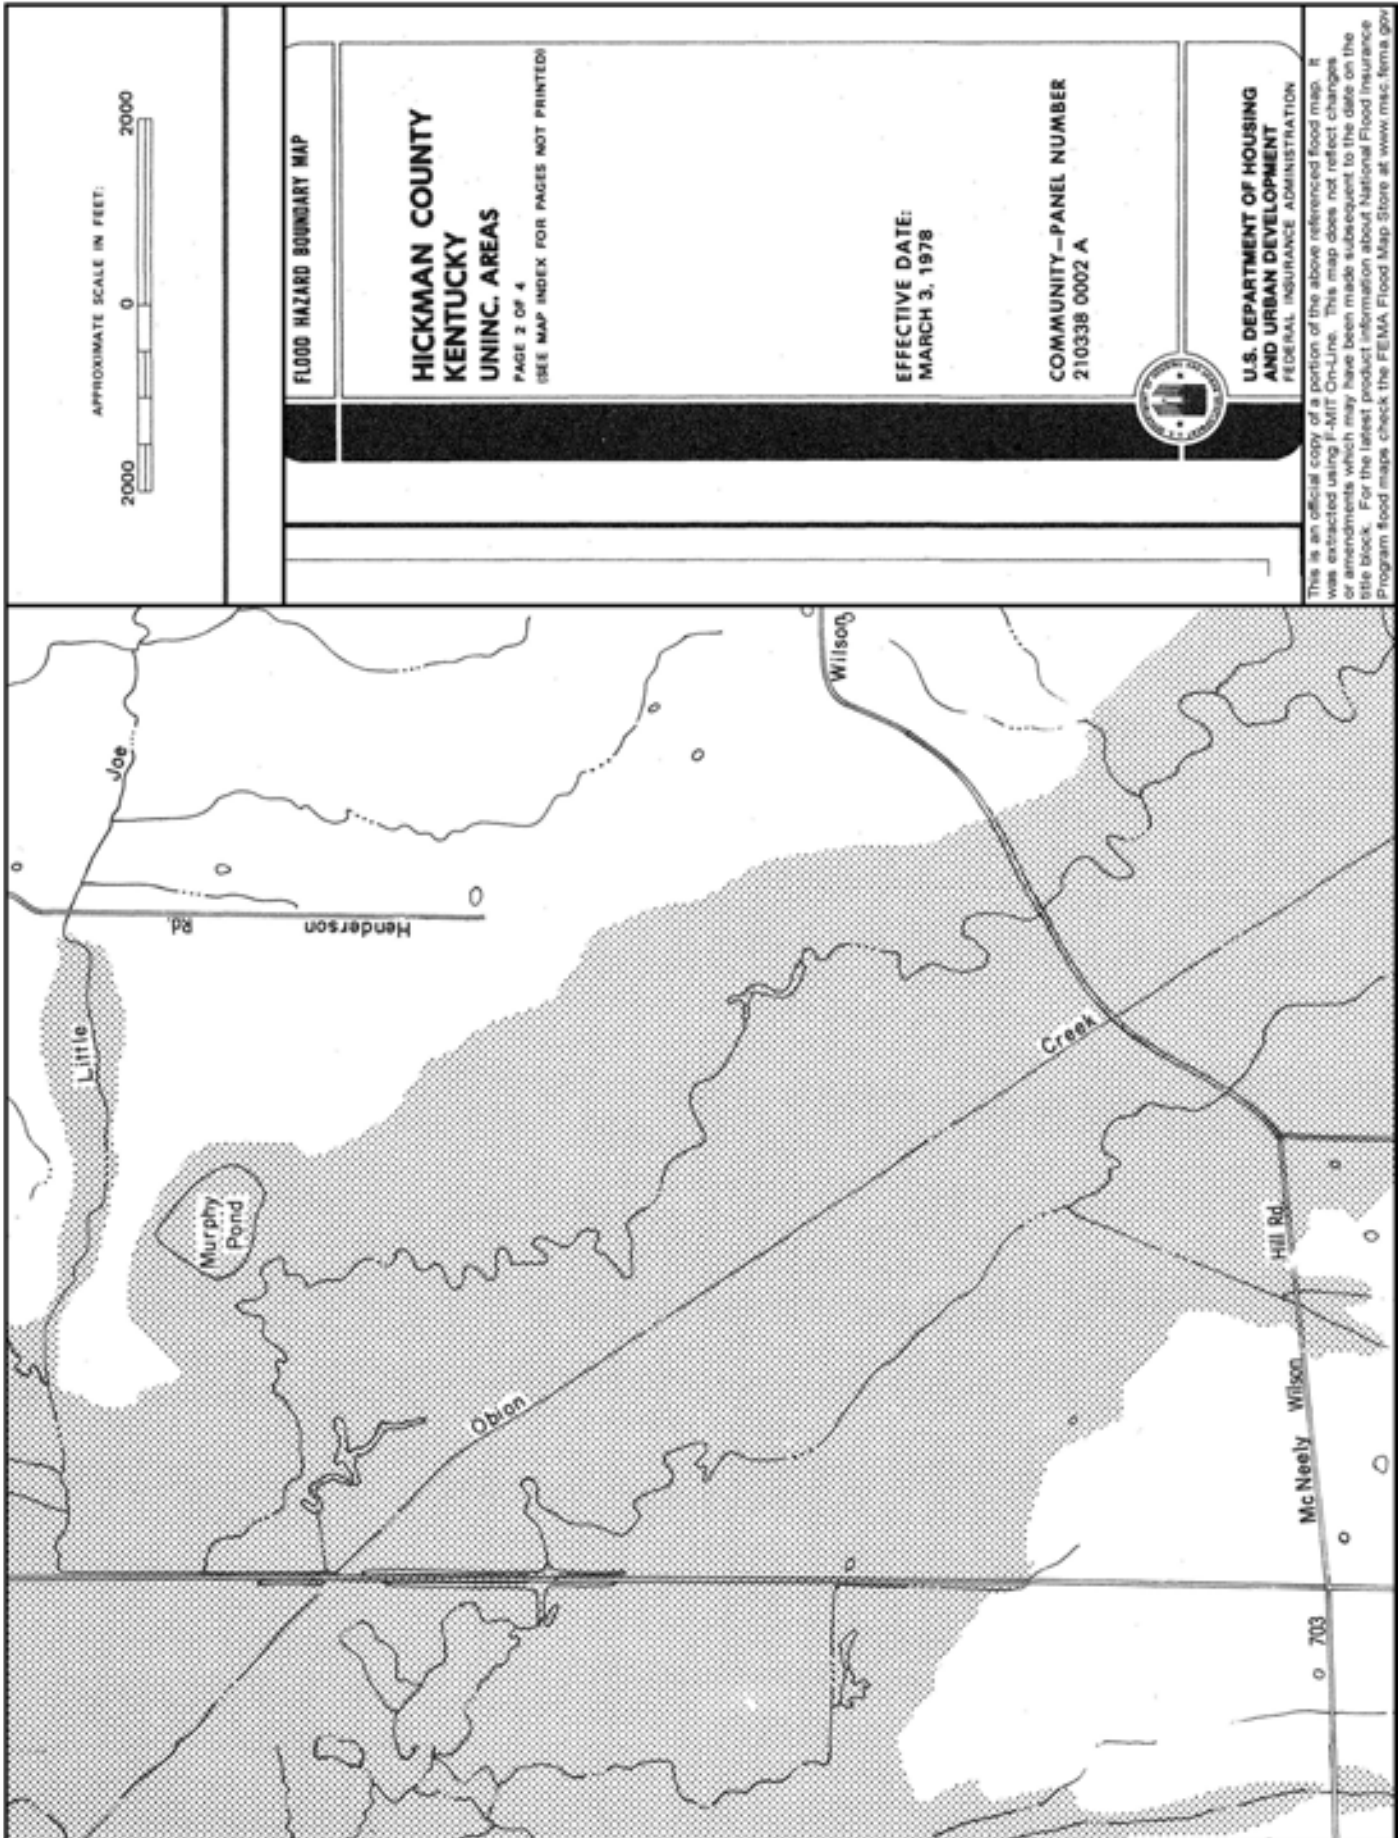 APPROXIMATE SCALE IN FEET:
2000 0 2000
FLOOD HAZARD BOUNDARY MAP
HICKMAN COUNTY
KENTUCKY
UNINC. AREAS
PAGE 2 OF 4
(SEE MAP INDEX FOR PAGES NOT PRINTED)
EFFECTIVE DATE:
MARCH 3, 1978
COMMUNITY—PANEL NUMBER
210338 0002 A
U.S. DEPARTMENT OF HOUSING
AND URBAN DEVELOPMENT
FEDERAL INSURANCE ADMINISTRATION
This is an official copy of a portion of the above referenced flood map. It
was extracted using F-MIT On-Line. This map does not reflect changes
or amendments which may have been made subsequent to the date on the
title block. For the latest product information about National Flood Insurance
Program flood maps check the FEMA Flood Map Store at www.msc.fema.gov
Little Joe
Henderson Rd.
Murphy
Pond
Obion Creek
Wilson
Hill Rd.
Mc Neely Wilson
703